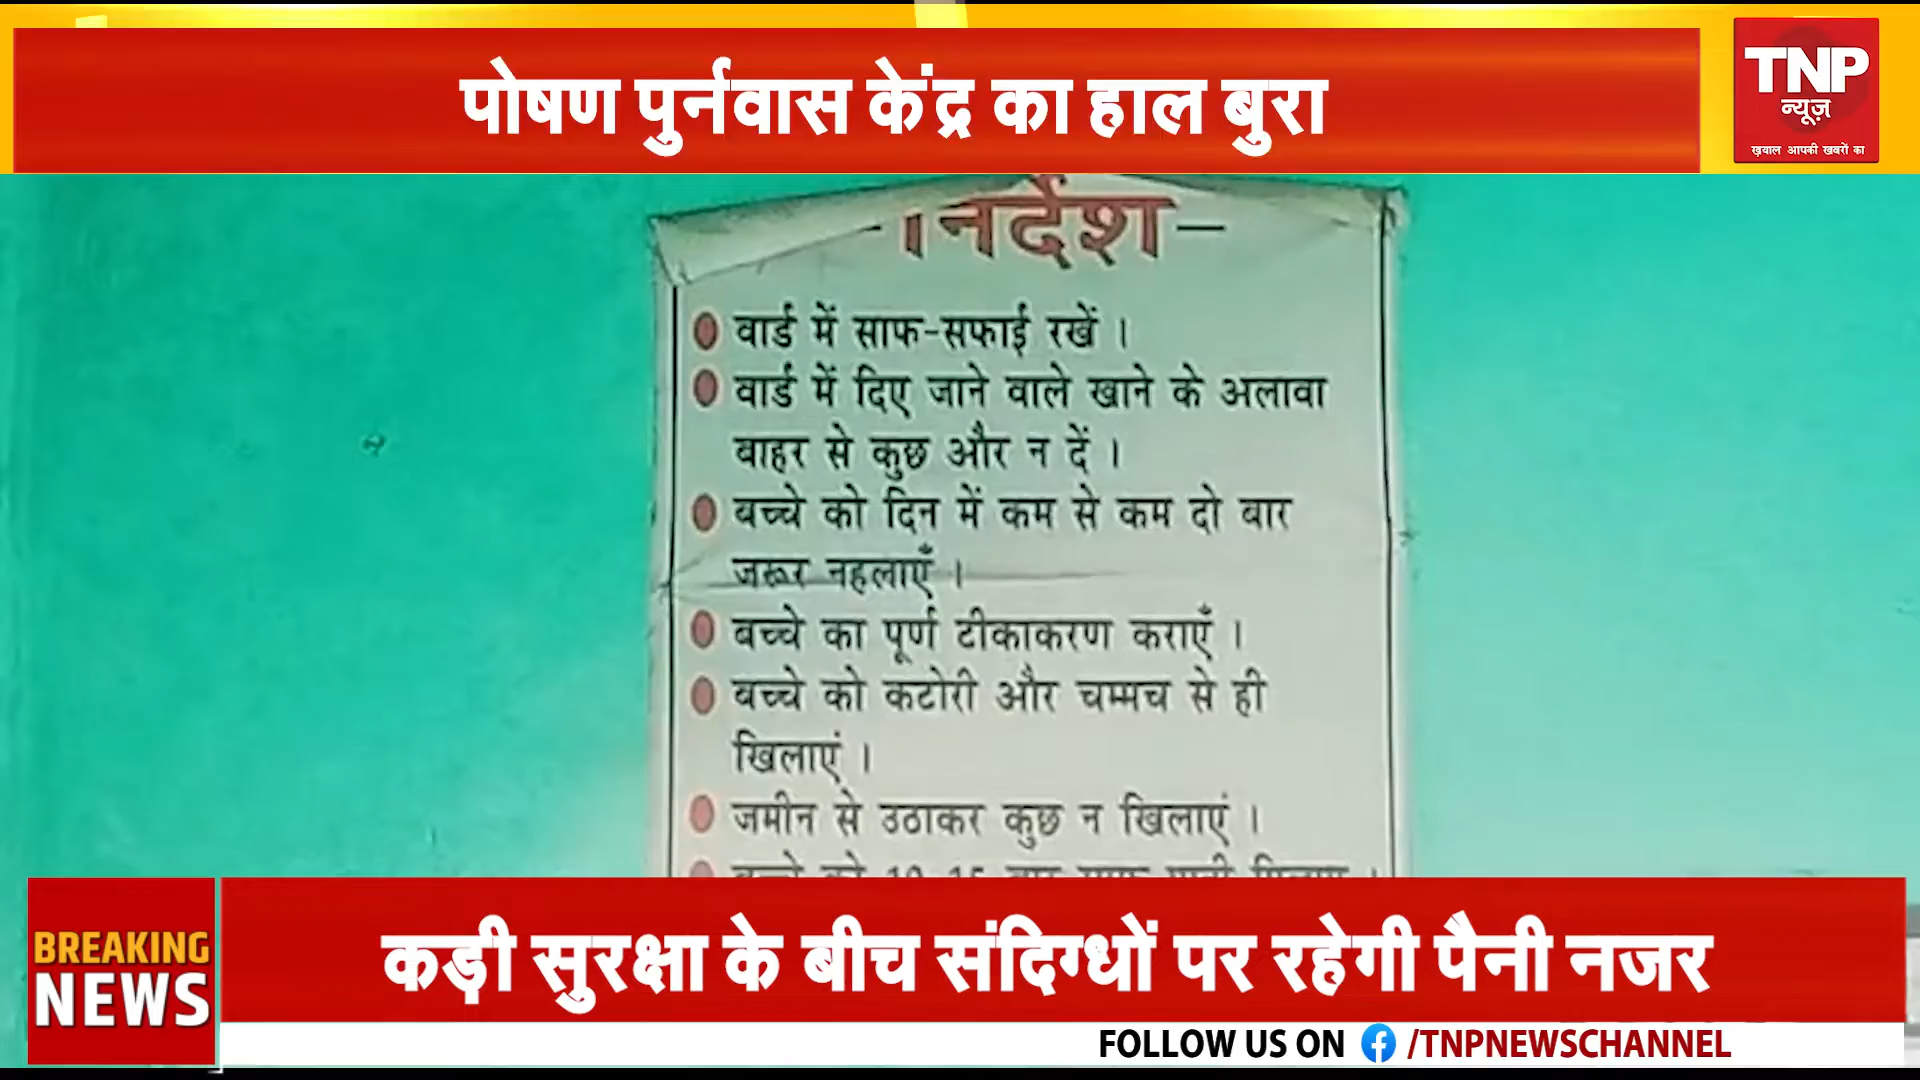 पोषण पुर्नवास केंद्र का हाल बुरा
TNP
न्यूज़
ख़याल आपकी खबरों का
निर्देश
वार्ड में साफ-सफाई रखें ।
वार्ड में दिए जाने वाले खाने के अलावा
बाहर से कुछ और न दें ।
बच्चे को दिन में कम से कम दो बार
जरूर नहलाएँ ।
बच्चे का पूर्ण टीकाकरण कराएँ ।
बच्चे को कटोरी और चम्मच से ही
खिलाएं ।
जमीन से उठाकर कुछ न खिलाएं ।
BREAKING
NEWS
कड़ी सुरक्षा के बीच संदिग्धों पर रहेगी पैनी नजर
FOLLOW US ON /TNPNEWSCHANNEL